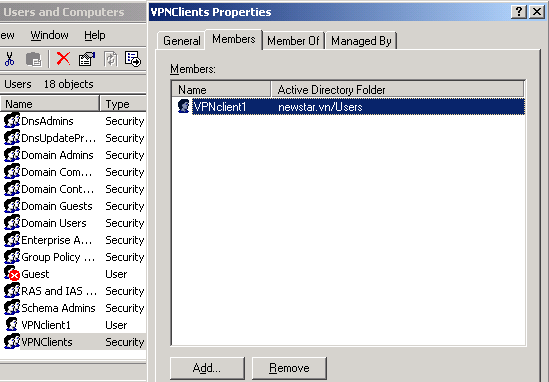 Users and Computers
ew Window Help
Users 18 objects
Name Type
DnsAdmins Security
DnsUpdatePr... Security
Domain Admins Security
Domain Com... Security
Domain Cont... Security
Domain Guests Security
Domain Users Security
Enterprise A... Security
Group Policy ... Security
Guest User
RAS and IAS ... Security
Schema Admins Security
VPNclient1 User
VPNClients Security
VPNClients Properties
General Members Member Of Managed By
Members:
Name Active Directory Folder
VPNclient1 newstar.vn/Users
Add... Remove